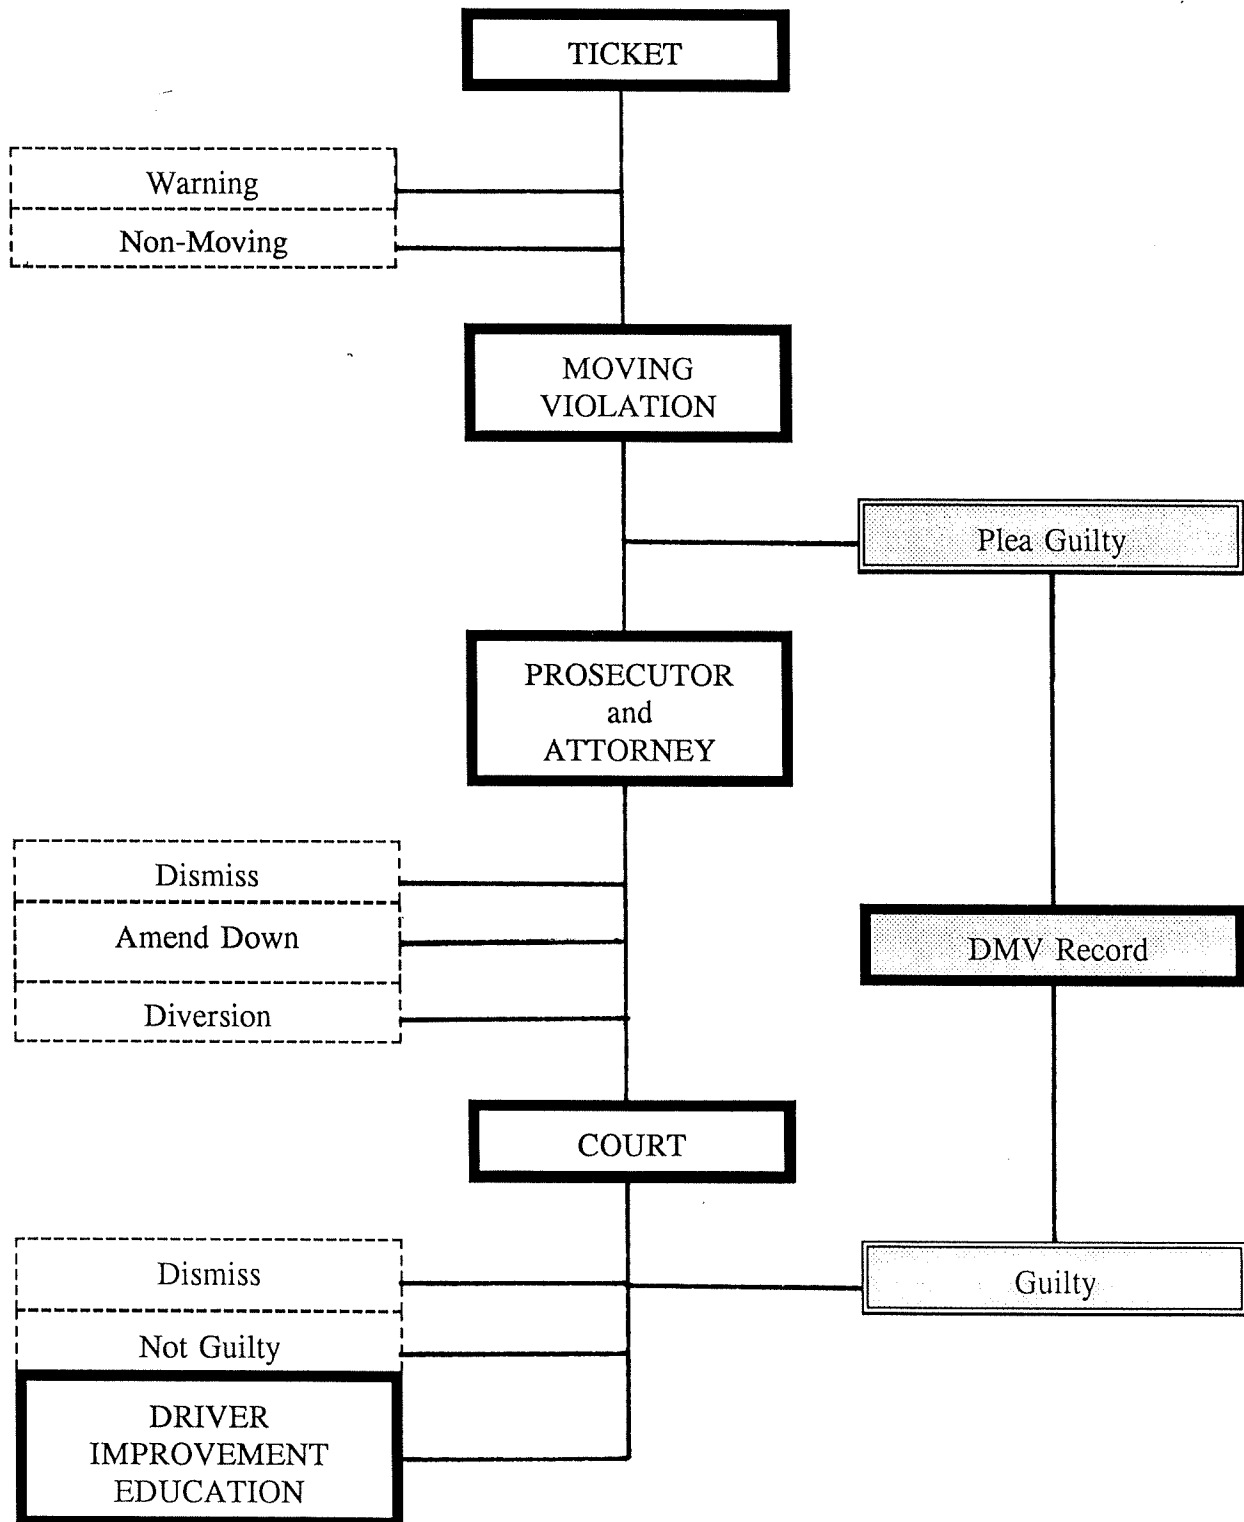 TICKET
Warning
Non-Moving
MOVING
VIOLATION
Plea Guilty
PROSECUTOR
and
ATTORNEY
Dismiss
Amend Down
DMV Record
Diversion
COURT
Dismiss
Guilty
Not Guilty
DRIVER
IMPROVEMENT
EDUCATION